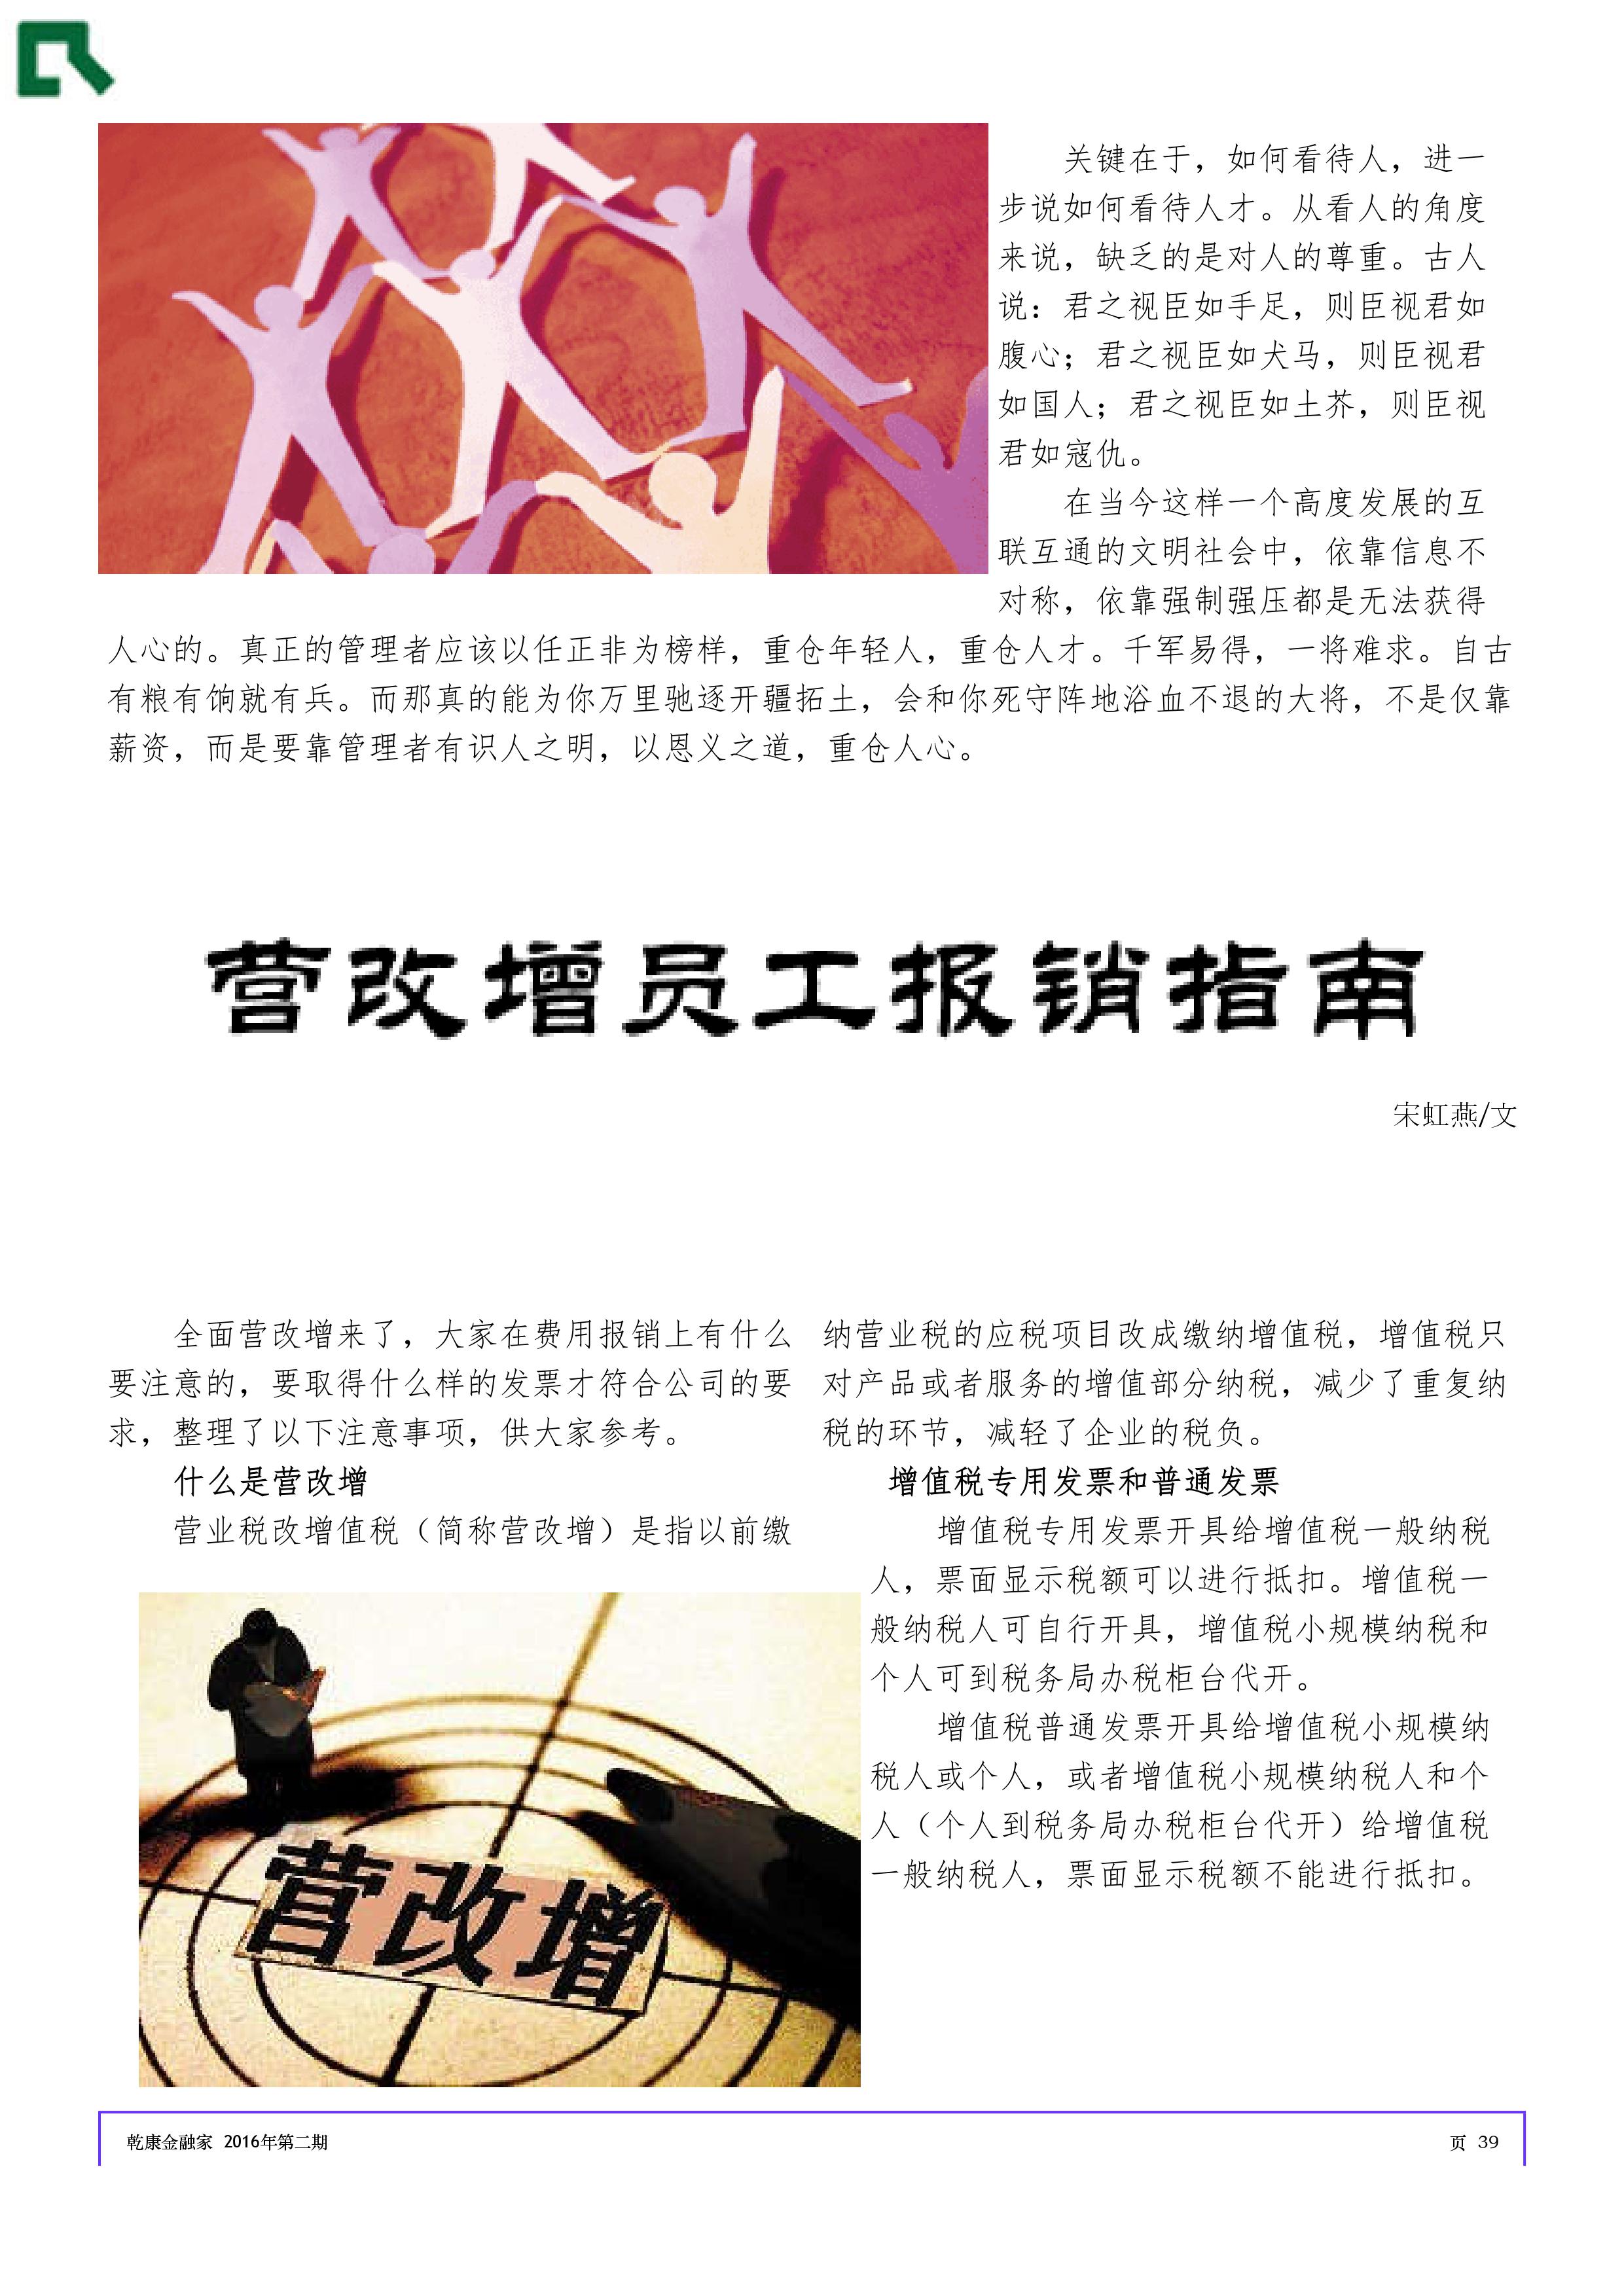 关键在于，如何看待人，进一
步说如何看待人才。从看人的角度
来说，缺乏的是对人的尊重。古人
说：君之视臣如手足，则臣视君如
腹心；君之视臣如犬马，则臣视君
如国人；君之视臣如土芥，则臣视
君如寇仇。
在当今这样一个高度发展的互
联互通的文明社会中，依靠信息不
对称，依靠强制强压都是无法获得
人心的。真正的管理者应该以任正非为榜样，重仓年轻人，重仓人才。千军易得，一将难求。自古
有粮有饷就有兵。而那真的能为你万里驰逐开疆拓土，会和你死守阵地浴血不退的大将，不是仅靠
薪资，而是要靠管理者有识人之明，以恩义之道，重仓人心。
营改增员工报销指南
宋虹燕/文
全面营改增来了，大家在费用报销上有什么
要注意的，要取得什么样的发票才符合公司的要
求，整理了以下注意事项，供大家参考。
什么是营改增
营业税改增值税（简称营改增）是指以前缴
纳营业税的应税项目改成缴纳增值税，增值税只
对产品或者服务的增值部分纳税，减少了重复纳
税的环节，减轻了企业的税负。
增值税专用发票和普通发票
增值税专用发票开具给增值税一般纳税
人，票面显示税额可以进行抵扣。增值税一
般纳税人可自行开具，增值税小规模纳税和
个人可到税务局办税柜台代开。
增值税普通发票开具给增值税小规模纳
税人或个人，或者增值税小规模纳税人和个
人（个人到税务局办税柜台代开）给增值税
一般纳税人，票面显示税额不能进行抵扣。
营改增
乾康金融家 2016年第二期
页 39